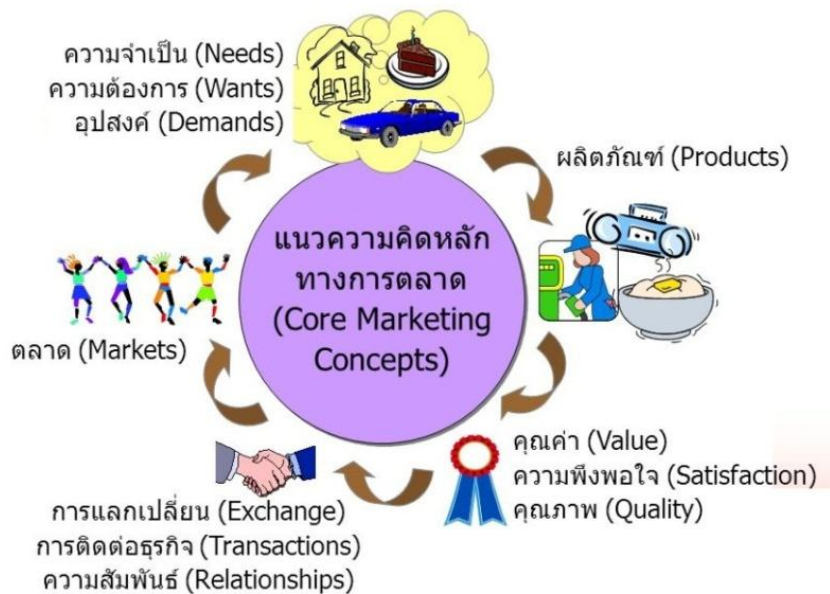 ความจำเป็น (Needs)
ความต้องการ (Wants)
อุปสงค์ (Demands)
ผลิตภัณฑ์ (Products)
แนวความคิดหลัก
ทางการตลาด
(Core Marketing
Concepts)
ตลาด (Markets)
คุณค่า (Value)
ความพึงพอใจ (Satisfaction)
คุณภาพ (Quality)
การแลกเปลี่ยน (Exchange)
การติดต่อธุรกิจ (Transactions)
ความสัมพันธ์ (Relationships)